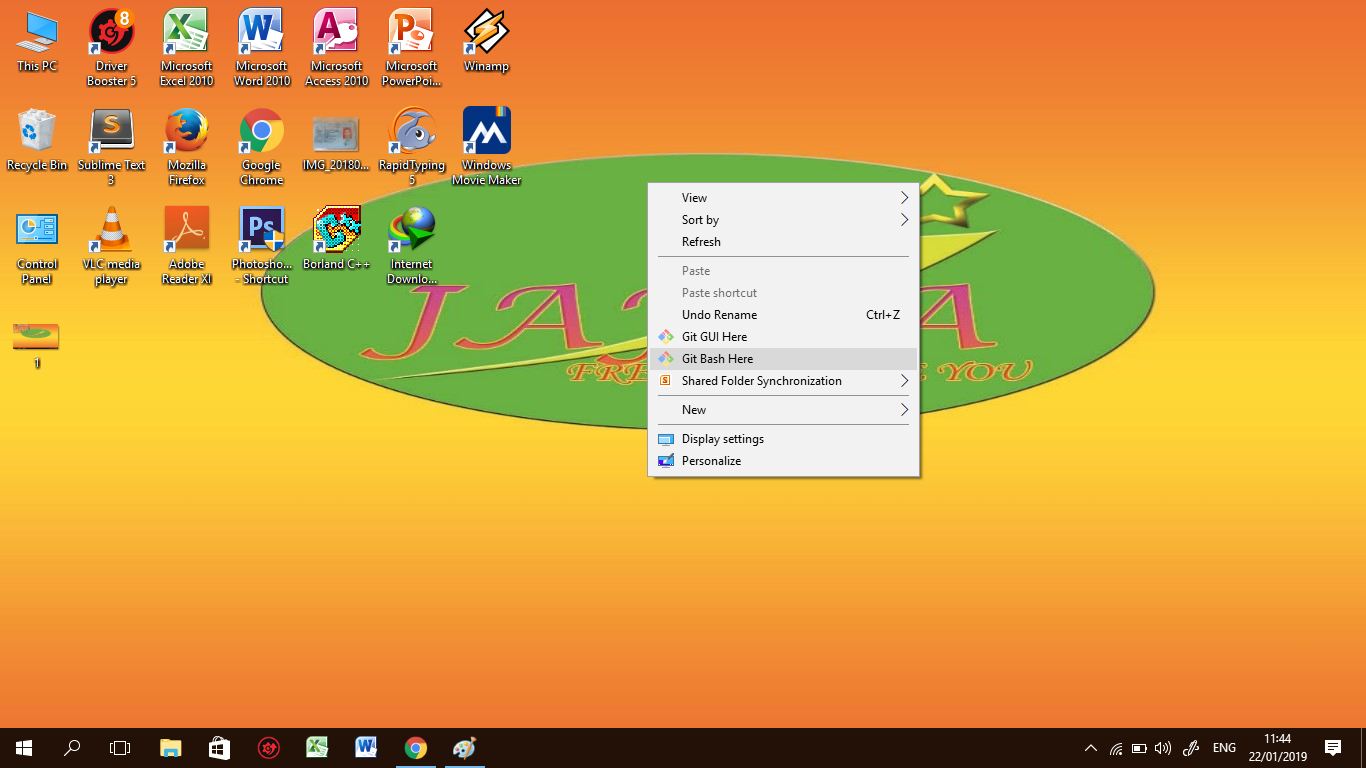 This PC
Driver
Booster 5
8
Microsoft
Excel 2010
Microsoft
Word 2010
Microsoft
Access 2010
Microsoft
PowerPoi...
Winamp
Recycle Bin
Sublime Text
3
Mozilla
Firefox
Google
Chrome
IMG_20180...
RapidTyping
5
Windows
Movie Maker
Control
Panel
VLC media
player
Adobe
Reader XI
Ps
Photosho...
- Shortcut
Borland C++
Internet
Downlo...
1
View
Sort by
Refresh
Paste
Paste shortcut
Undo Rename Ctrl+Z
Git GUI Here
Git Bash Here
Shared Folder Synchronization
New
Display settings
Personalize
YOU
ENG
11:44
22/01/2019